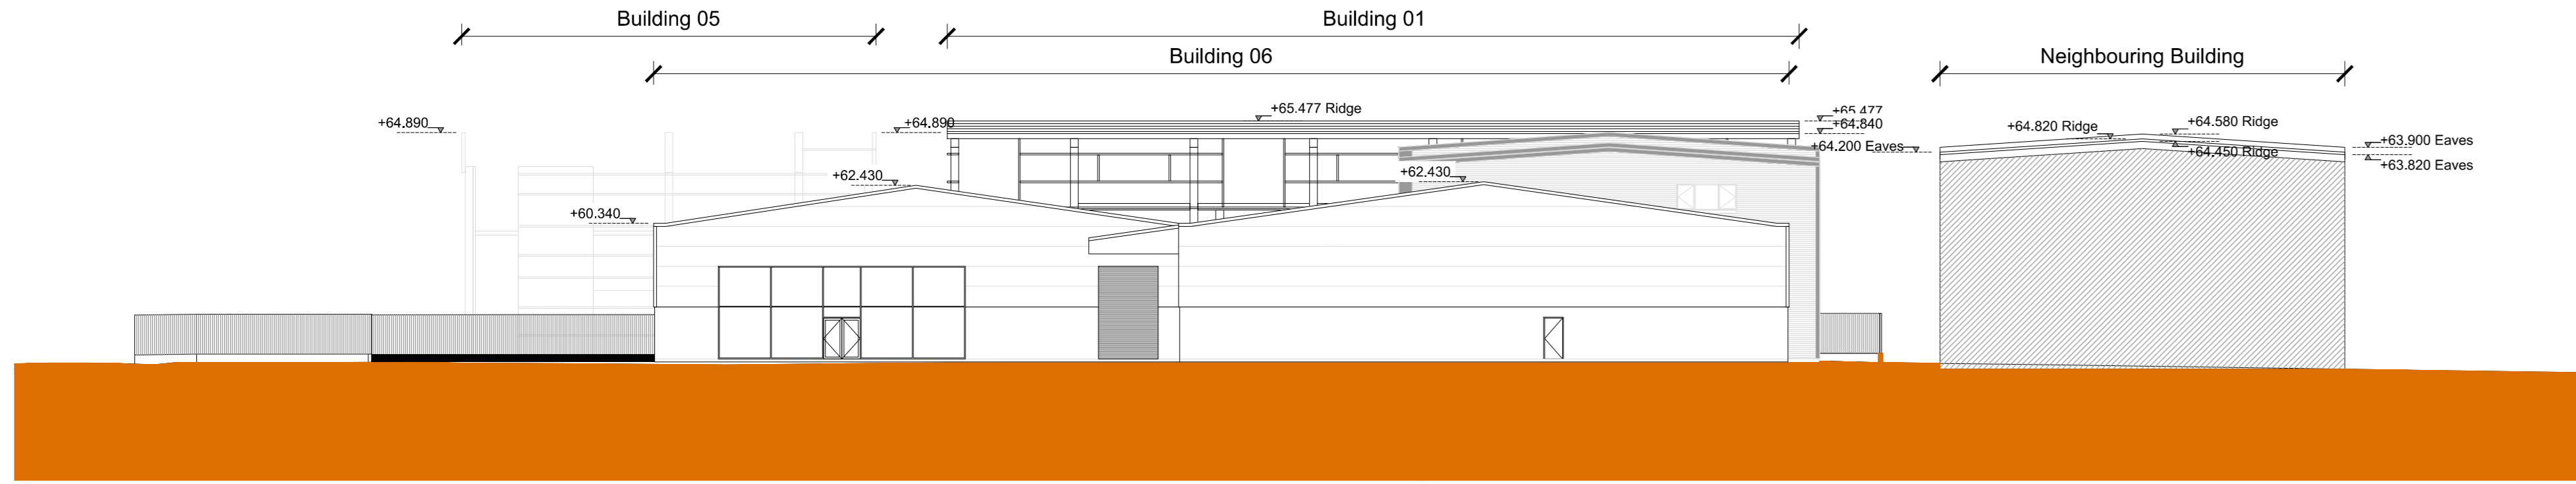 Building 05
Building 01
Building 06
Neighbouring Building
+65.477 Ridge
+65.477
+64.890
+64.890
+64.840
+64.820 Ridge
+64.580 Ridge
+64.200 Eaves
+64.450 Ridge
+63.900 Eaves
+63.820 Eaves
+62.430
+62.430
+60.340